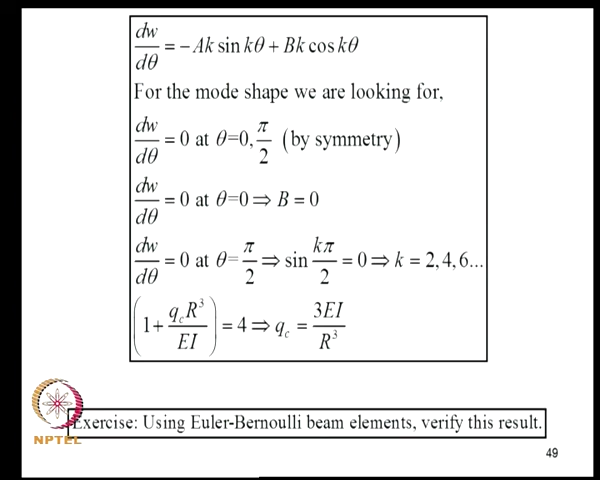 dw/dθ = −Ak sin kθ + Bk cos kθ
For the mode shape we are looking for,
dw/dθ = 0 at θ=0, π/2 (by symmetry)
dw/dθ = 0 at θ=0 ⇒ B = 0
dw/dθ = 0 at θ= π/2 ⇒ sin kπ/2 = 0 ⇒ k = 2,4,6...
(1 + q_c R³/EI) = 4 ⇒ q_c = 3EI/R³
Exercise: Using Euler-Bernoulli beam elements, verify this result.
NPTEL
49